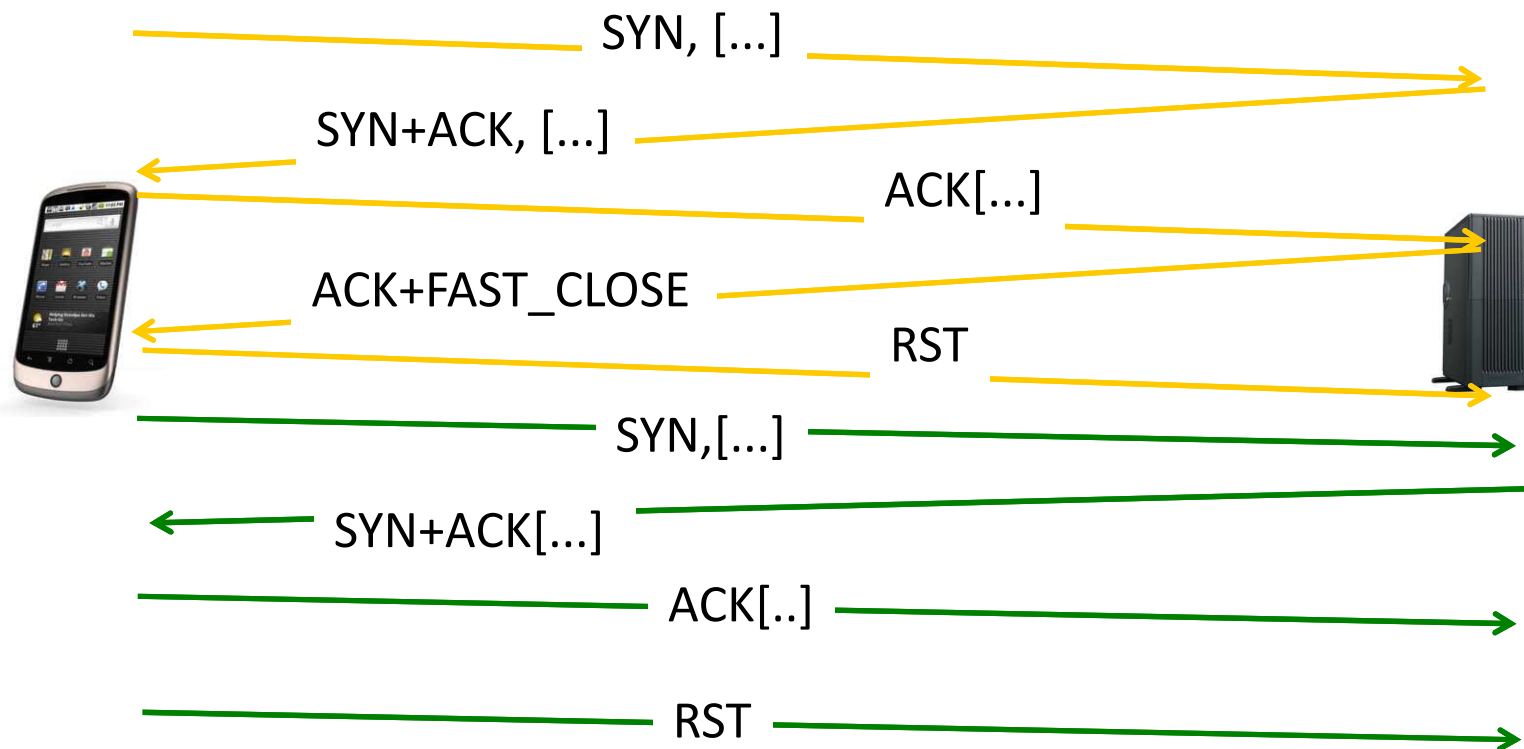 SYN, [...]
SYN+ACK, [...]
ACK[...]
ACK+FAST_CLOSE
RST
SYN,[...]
SYN+ACK[...]
ACK[..]
RST